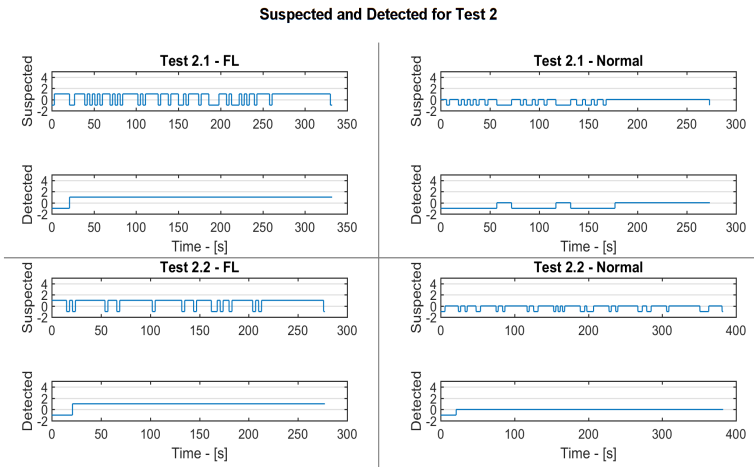 Suspected and Detected for Test 2
Test 2.1 - FL
Suspected
4
2
0
-2
0 50 100 150 200 250 300 350
Detected
4
2
0
-2
0 50 100 150 200 250 300 350
Time - [s]
Test 2.1 - Normal
Suspected
4
2
0
-2
0 50 100 150 200 250 300
Detected
4
2
0
-2
0 50 100 150 200 250 300
Time - [s]
Test 2.2 - FL
Suspected
4
2
0
-2
0 50 100 150 200 250 300
Detected
4
2
0
-2
0 50 100 150 200 250 300
Time - [s]
Test 2.2 - Normal
Suspected
4
2
0
-2
0 100 200 300 400
Detected
4
2
0
-2
0 100 200 300 400
Time - [s]